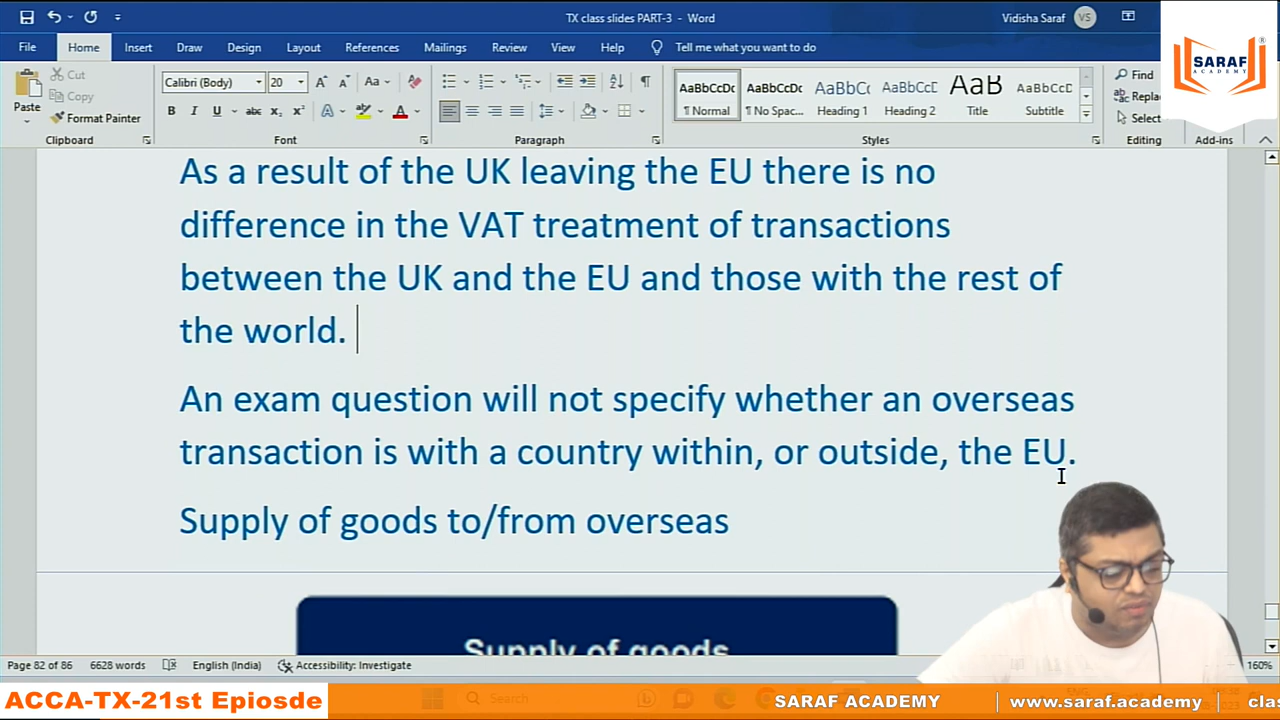 TX class slides PART-3 - Word
Vidisha Saraf
VS
File
Home
Insert
Draw
Design
Layout
References
Mailings
Review
View
Help
Tell me what you want to do
Paste
Cut
Copy
Format Painter
Clipboard
Calibri (Body)
20
Font
Paragraph
AaBbCcDc
¶ Normal
AaBbCcDc
¶ No Spac...
AaBbCc
Heading 1
AaBbCcD
Heading 2
AaB
Title
AaBbCcD
Subtitle
Styles
Find
Repla
Select
Editing
Add-ins
SARAF
ACADEMY
As a result of the UK leaving the EU there is no
difference in the VAT treatment of transactions
between the UK and the EU and those with the rest of
the world.
An exam question will not specify whether an overseas
transaction is with a country within, or outside, the EU.
Supply of goods to/from overseas
Supply of goods
Page 82 of 86
6628 words
English (India)
Accessibility: Investigate
160%
Search
ACCA-TX-21st Epiosde
SARAF ACADEMY | www.saraf.academy | clas